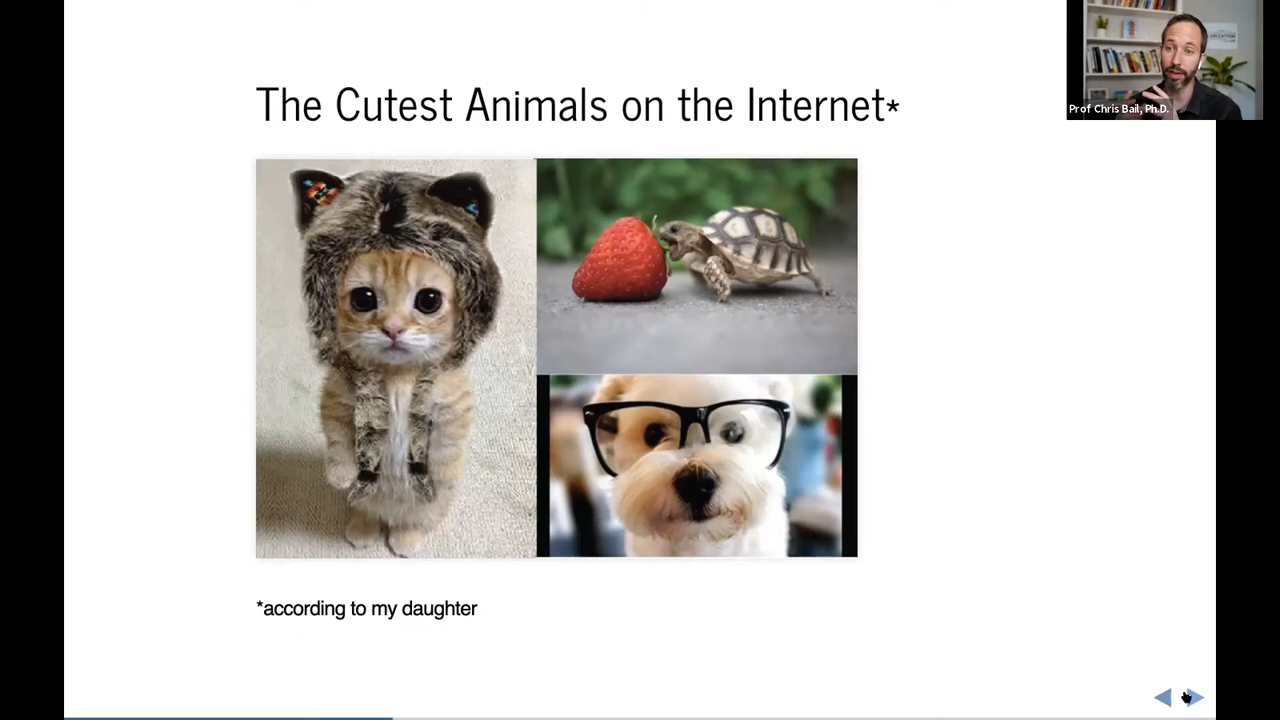 The Cutest Animals on the Internet*
Prof Chris Bail, Ph.D.
*according to my daughter